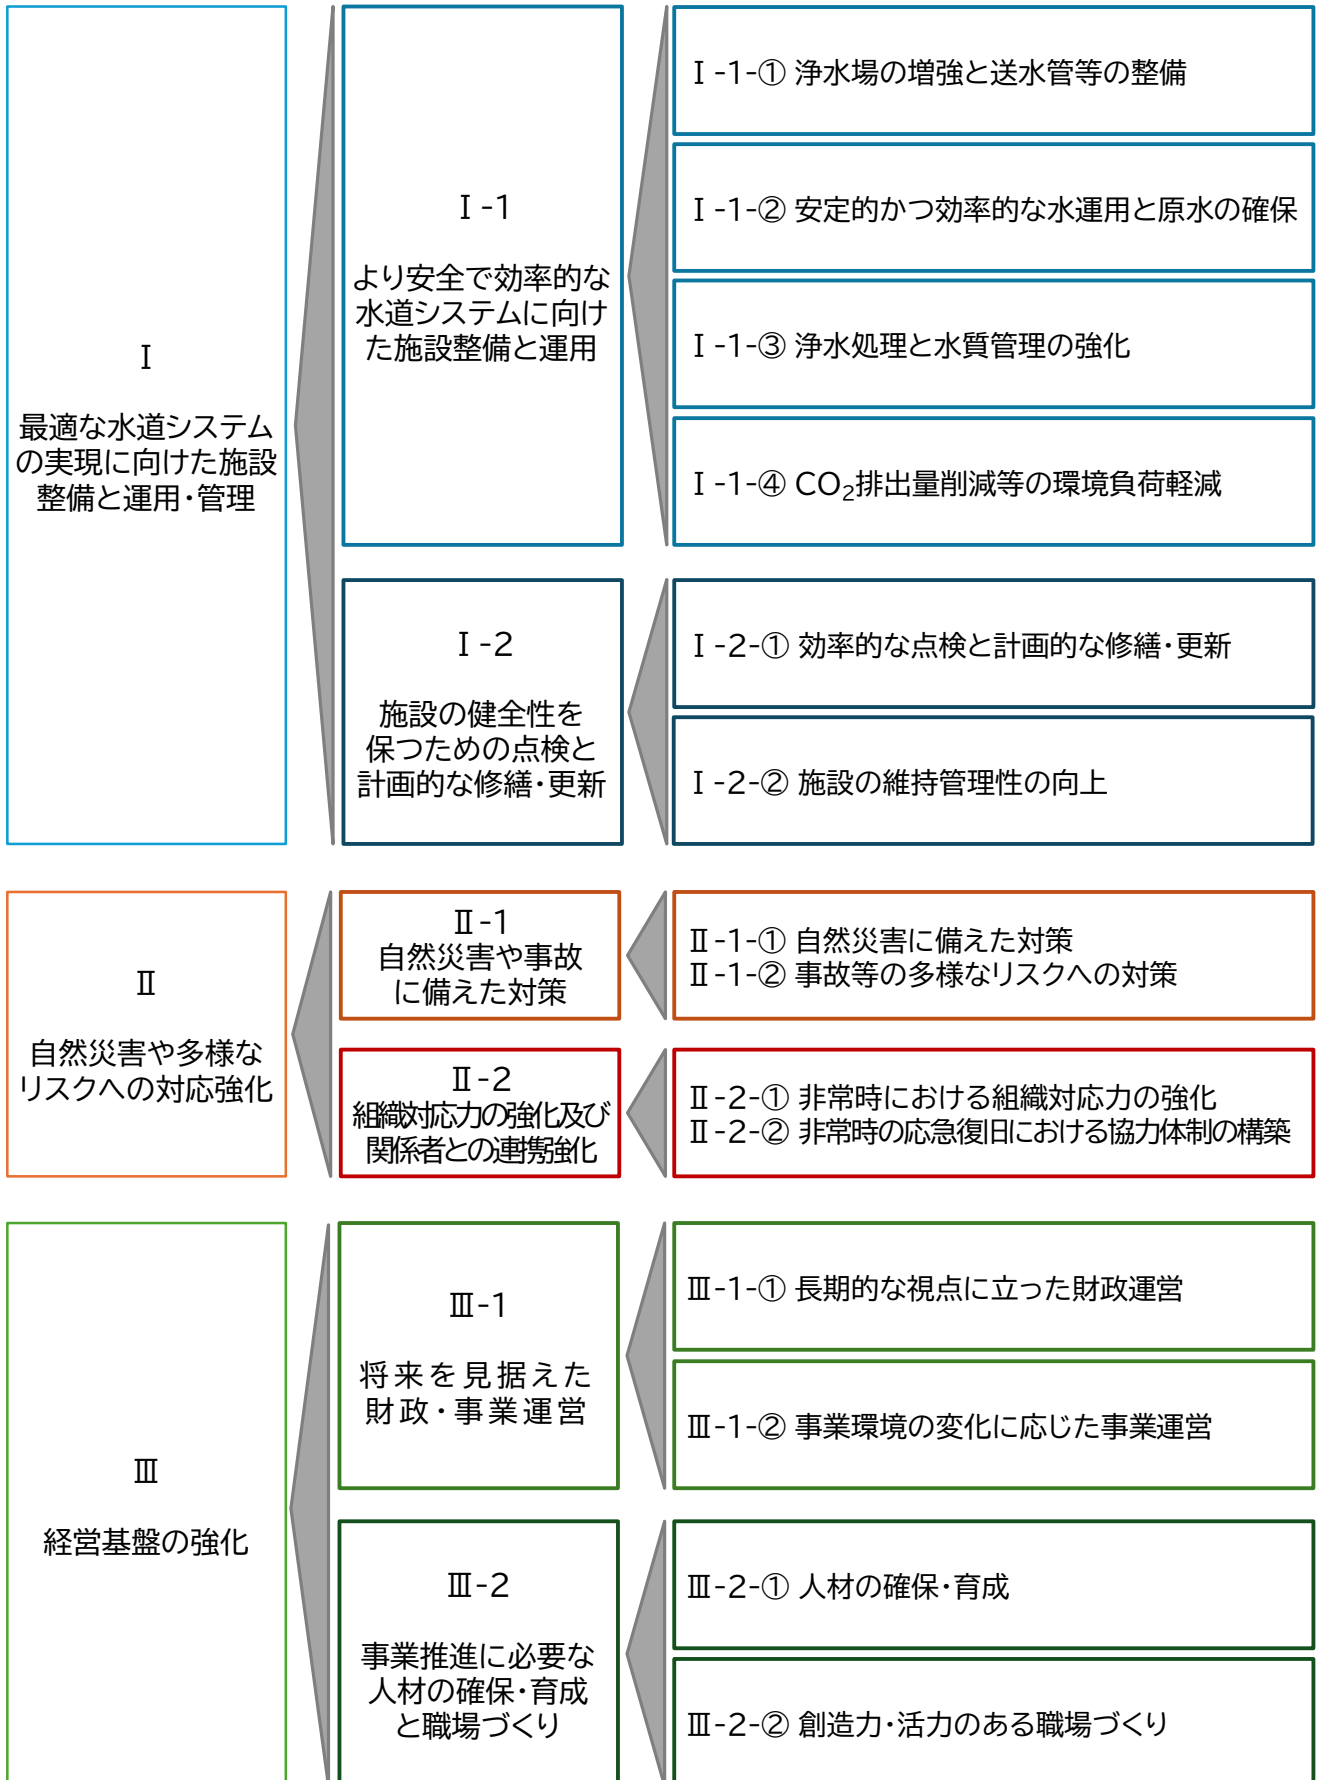 Ⅰ
最適な水道システム
の実現に向けた施設
整備と運用・管理
Ⅰ-1
より安全で効率的な
水道システムに向け
た施設整備と運用
Ⅰ-1-① 浄水場の増強と送水管等の整備
Ⅰ-1-② 安定的かつ効率的な水運用と原水の確保
Ⅰ-1-③ 浄水処理と水質管理の強化
Ⅰ-1-④ CO₂排出量削減等の環境負荷軽減
Ⅰ-2
施設の健全性を
保つための点検と
計画的な修繕・更新
Ⅰ-2-① 効率的な点検と計画的な修繕・更新
Ⅰ-2-② 施設の維持管理性の向上
Ⅱ
自然災害や多様な
リスクへの対応強化
Ⅱ-1
自然災害や事故
に備えた対策
Ⅱ-1-① 自然災害に備えた対策
Ⅱ-1-② 事故等の多様なリスクへの対策
Ⅱ-2
組織対応力の強化及び
関係者との連携強化
Ⅱ-2-① 非常時における組織対応力の強化
Ⅱ-2-② 非常時の応急復旧における協力体制の構築
Ⅲ
経営基盤の強化
Ⅲ-1
将来を見据えた
財政・事業運営
Ⅲ-1-① 長期的な視点に立った財政運営
Ⅲ-1-② 事業環境の変化に応じた事業運営
Ⅲ-2
事業推進に必要な
人材の確保・育成
と職場づくり
Ⅲ-2-① 人材の確保・育成
Ⅲ-2-② 創造力・活力のある職場づくり